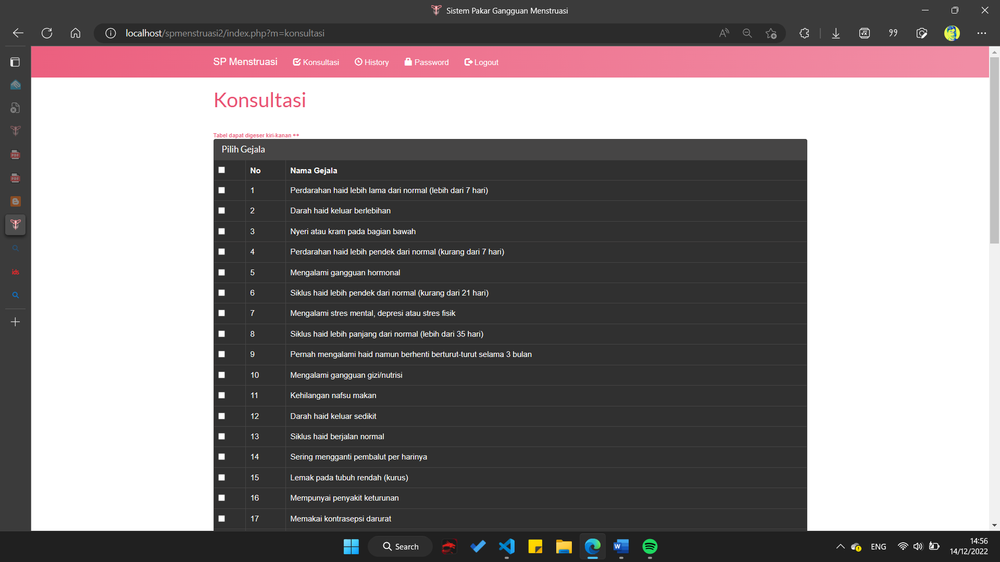 Sistem Pakar Gangguan Menstruasi
localhost/spmenstruasi2/index.php?m=konsultasi
SP Menstruasi Konsultasi History Password Logout
Konsultasi
Tabel dapat digeser kiri-kanan ↔
Pilih Gejala
No Nama Gejala
1 Perdarahan haid lebih lama dari normal (lebih dari 7 hari)
2 Darah haid keluar berlebihan
3 Nyeri atau kram pada bagian bawah
4 Perdarahan haid lebih pendek dari normal (kurang dari 7 hari)
5 Mengalami gangguan hormonal
6 Siklus haid lebih pendek dari normal (kurang dari 21 hari)
7 Mengalami stres mental, depresi atau stres fisik
8 Siklus haid lebih panjang dari normal (lebih dari 35 hari)
9 Pernah mengalami haid namun berhenti berturut-turut selama 3 bulan
10 Mengalami gangguan gizi/nutrisi
11 Kehilangan nafsu makan
12 Darah haid keluar sedikit
13 Siklus haid berjalan normal
14 Sering mengganti pembalut per harinya
15 Lemak pada tubuh rendah (kurus)
16 Mempunyai penyakit keturunan
17 Memakai kontrasepsi darurat
PDF
PDF
ids
Search
ENG
14:56
14/12/2022